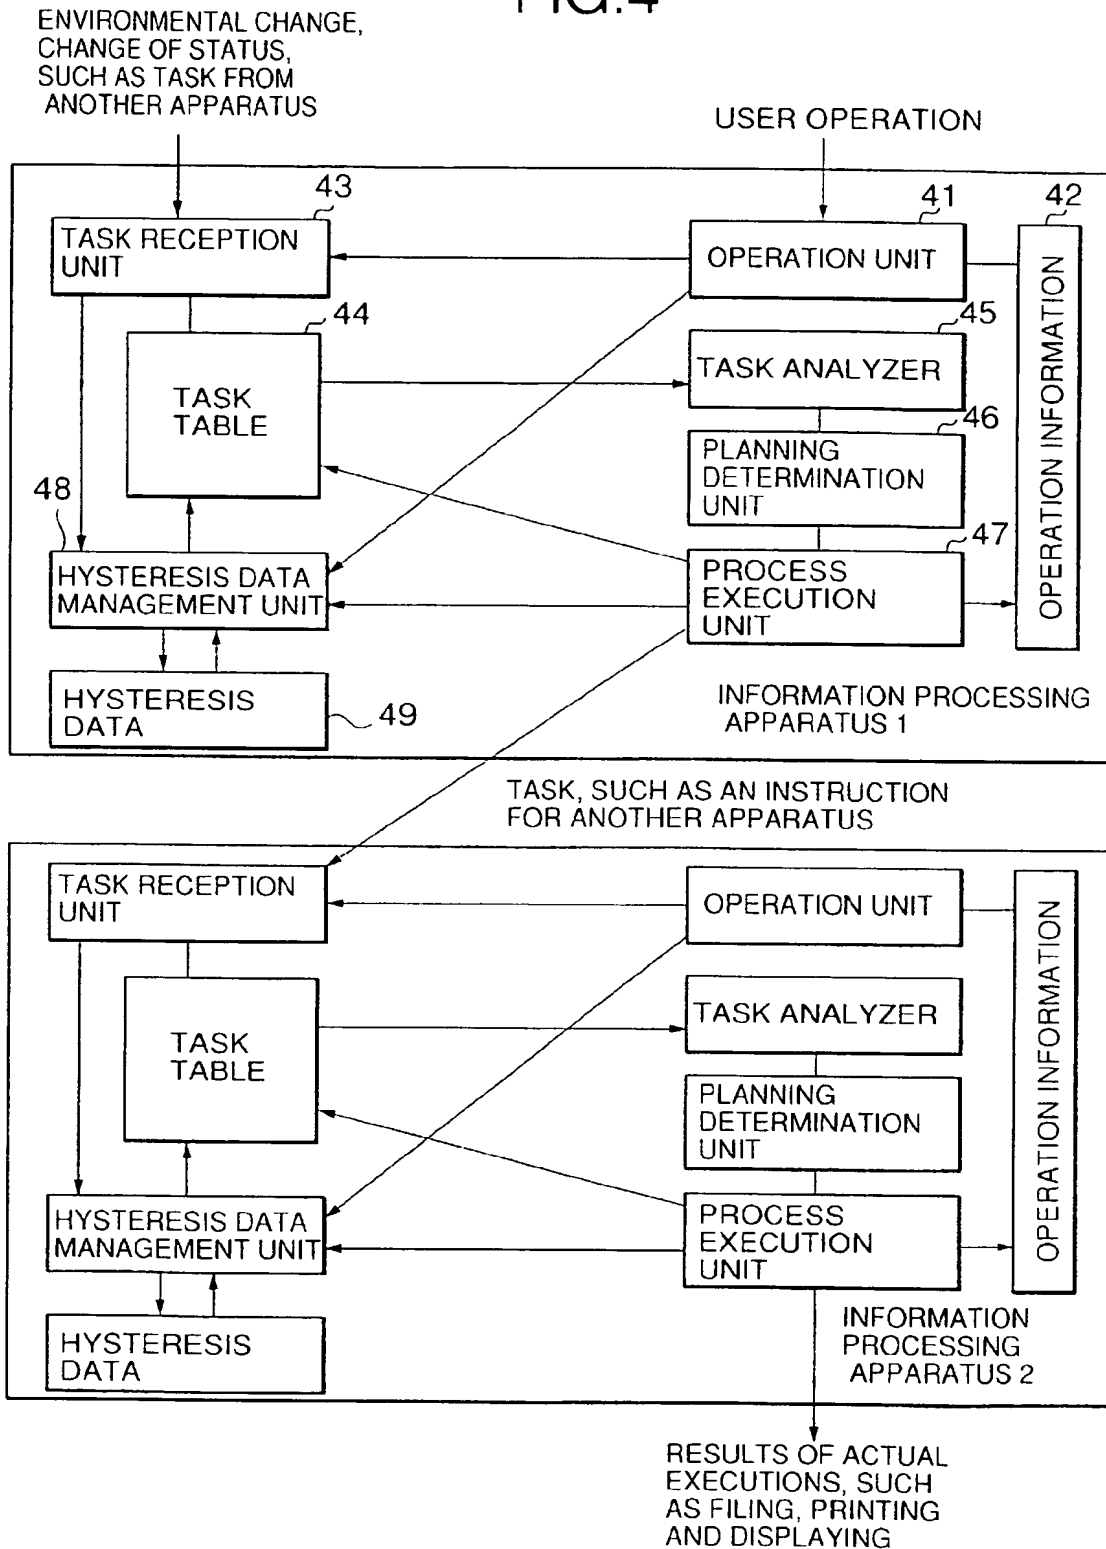 FIG.4
ENVIRONMENTAL CHANGE,
CHANGE OF STATUS,
SUCH AS TASK FROM
ANOTHER APPARATUS
USER OPERATION
43
TASK RECEPTION
UNIT
41
OPERATION UNIT
42
OPERATION INFORMATION
44
TASK
TABLE
45
TASK ANALYZER
46
PLANNING
DETERMINATION
UNIT
48
HYSTERESIS DATA
MANAGEMENT UNIT
47
PROCESS
EXECUTION
UNIT
HYSTERESIS
DATA
49
INFORMATION PROCESSING
APPARATUS 1
TASK, SUCH AS AN INSTRUCTION
FOR ANOTHER APPARATUS
TASK RECEPTION
UNIT
OPERATION UNIT
OPERATION INFORMATION
TASK
TABLE
TASK ANALYZER
PLANNING
DETERMINATION
UNIT
HYSTERESIS DATA
MANAGEMENT UNIT
PROCESS
EXECUTION
UNIT
HYSTERESIS
DATA
INFORMATION
PROCESSING
APPARATUS 2
RESULTS OF ACTUAL
EXECUTIONS, SUCH
AS FILING, PRINTING
AND DISPLAYING